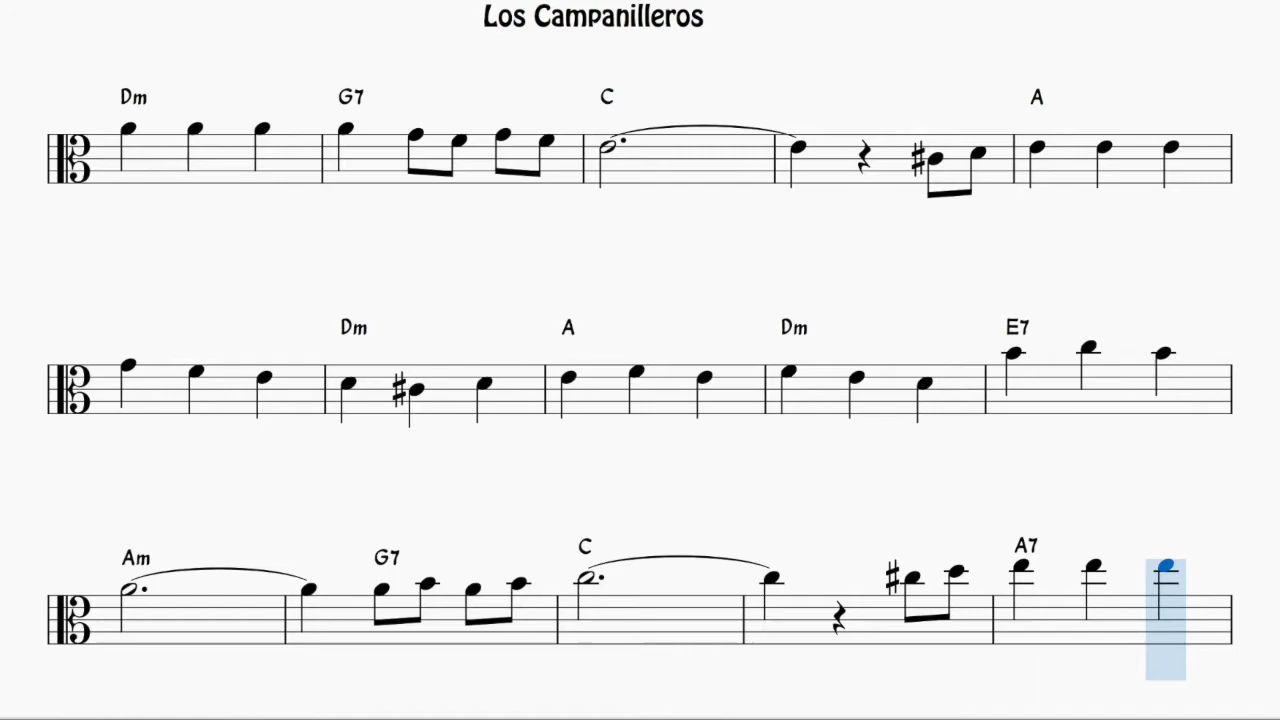 Los Campanilleros
Dm G7 C A
Dm A Dm E7
Am G7 C A7